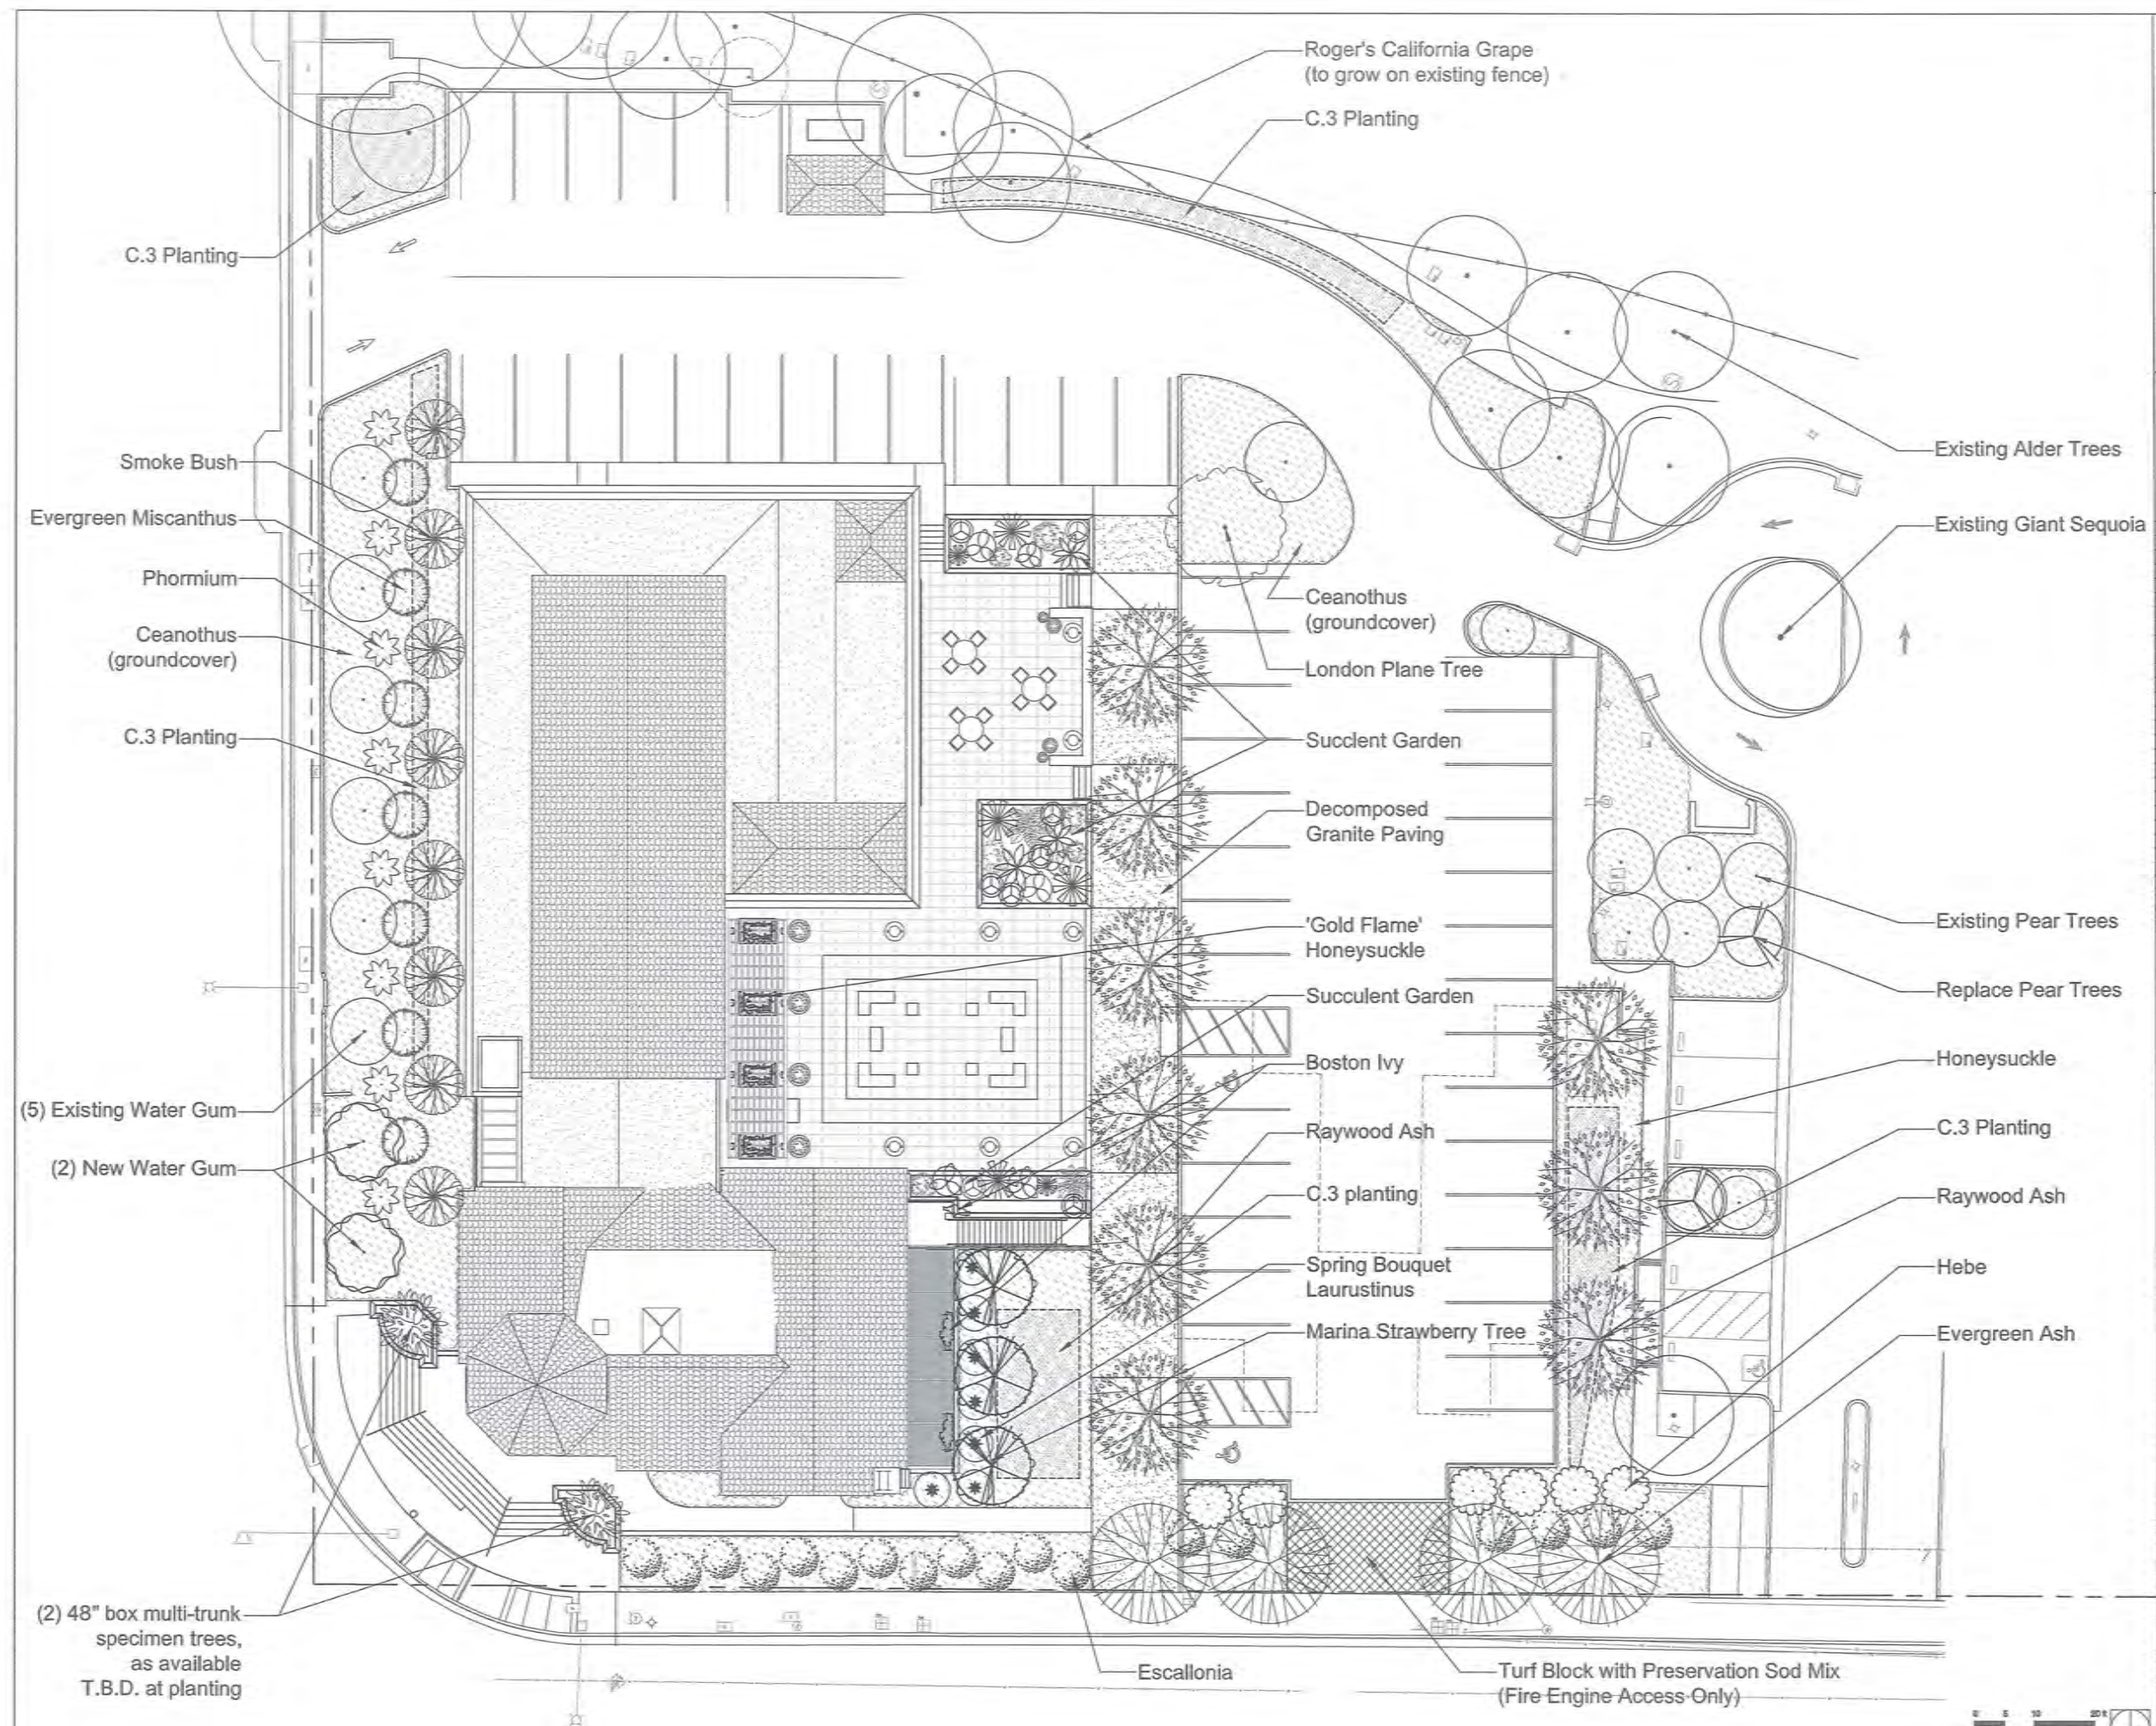 Roger's California Grape
(to grow on existing fence)
C.3 Planting
C.3 Planting
Smoke Bush
Evergreen Miscanthus
Phormium
Ceanothus
(groundcover)
C.3 Planting
(5) Existing Water Gum
(2) New Water Gum
(2) 48" box multi-trunk
specimen trees,
as available
T.B.D. at planting
Ceanothus
(groundcover)
London Plane Tree
Succlent Garden
Decomposed
Granite Paving
'Gold Flame'
Honeysuckle
Succulent Garden
Boston Ivy
Raywood Ash
C.3 planting
Spring Bouquet
Laurustinus
Marina Strawberry Tree
Escallonia
Turf Block with Preservation Sod Mix
(Fire Engine Access Only)
Existing Alder Trees
Existing Giant Sequoia
Existing Pear Trees
Replace Pear Trees
Honeysuckle
C.3 Planting
Raywood Ash
Hebe
Evergreen Ash
0 5 10 20 ft